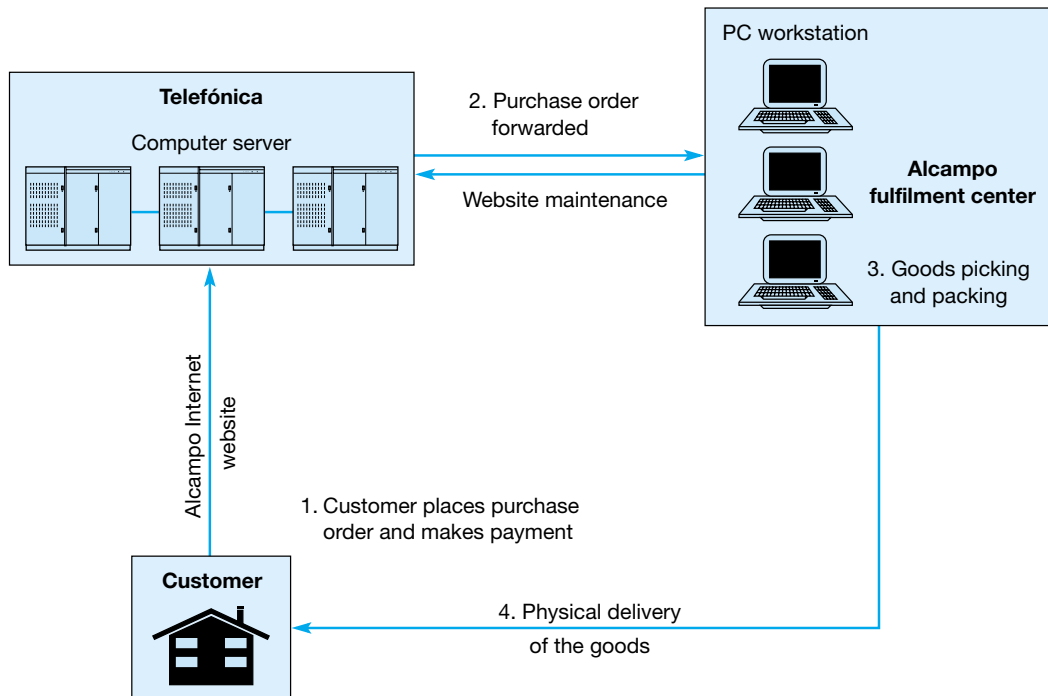 Telefónica
Computer server
2. Purchase order
forwarded
Website maintenance
PC workstation
Alcampo
fulfilment center
3. Goods picking
and packing
Alcampo Internet
website
1. Customer places purchase
order and makes payment
Customer
4. Physical delivery
of the goods